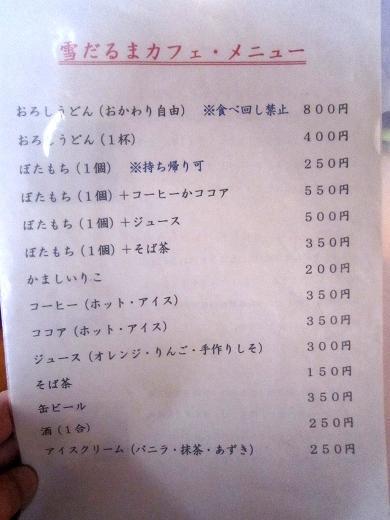 雪だるまカフェ・メニュー
おろしうどん（おかわり自由）　※食べ回し禁止　８００円
おろしうどん（１杯）　４００円
ぼたもち（１個）　※持ち帰り可　２５０円
ぼたもち（１個）＋コーヒーかココア　５５０円
ぼたもち（１個）＋ジュース　５００円
ぼたもち（１個）＋そば茶　３５０円
かましいりこ　２００円
コーヒー（ホット・アイス）　３５０円
ココア（ホット・アイス）　３５０円
ジュース（オレンジ・りんご・手作りしそ）　３００円
そば茶　１５０円
缶ビール　３５０円
酒（１合）　２５０円
アイスクリーム（バニラ・抹茶・あずき）　２５０円